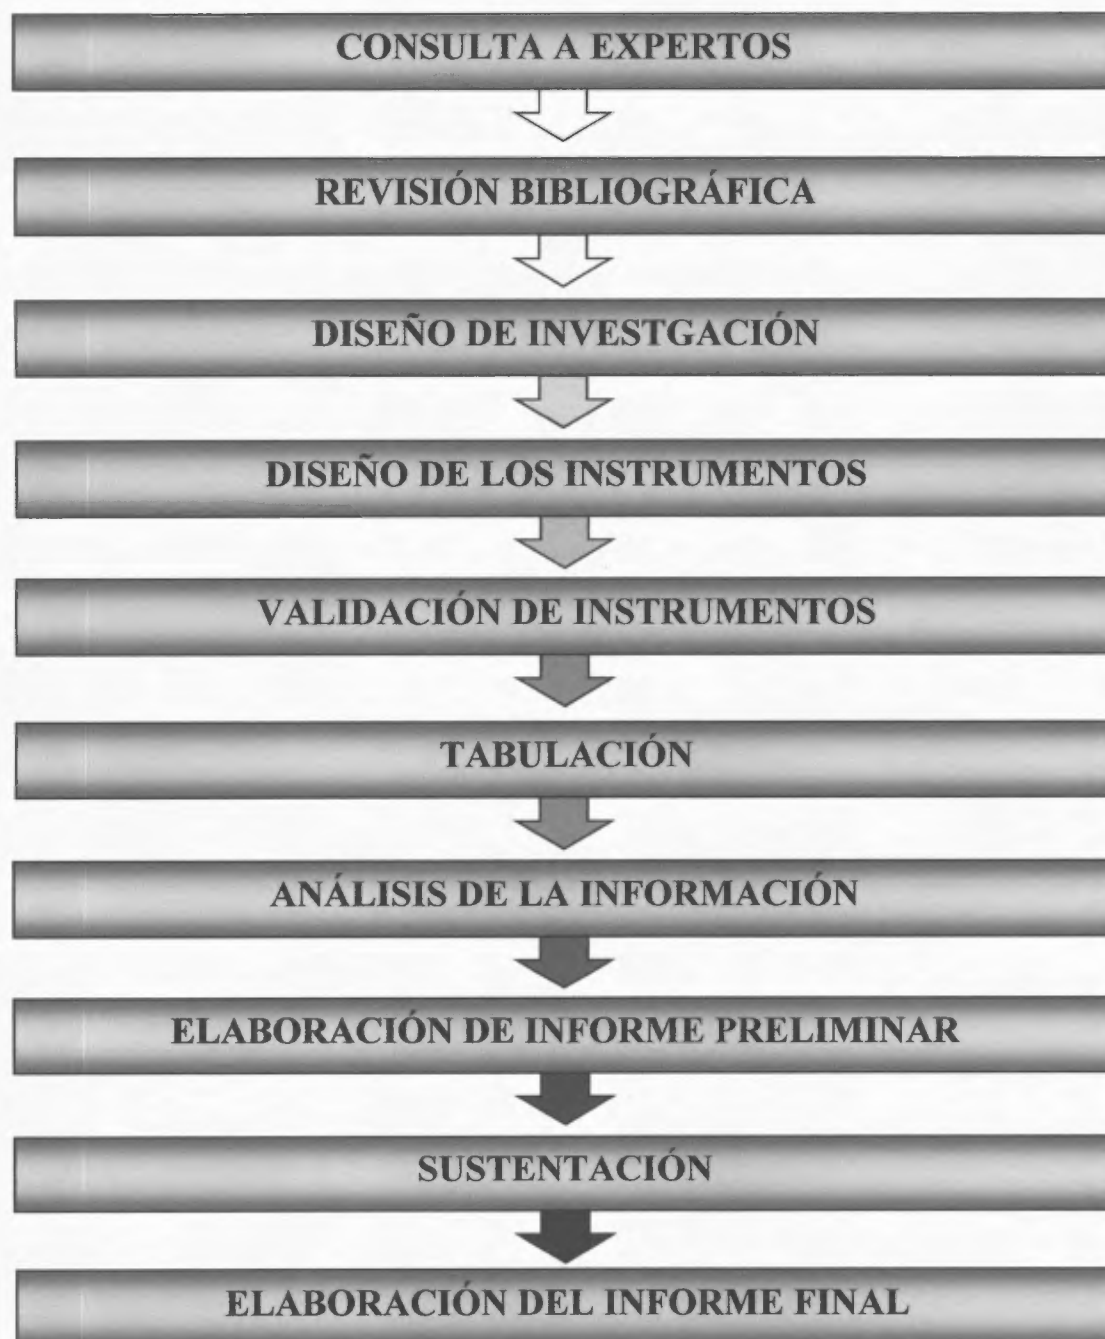 CONSULTA A EXPERTOS
REVISIÓN BIBLIOGRÁFICA
DISEÑO DE INVESTGACIÓN
DISEÑO DE LOS INSTRUMENTOS
VALIDACIÓN DE INSTRUMENTOS
TABULACIÓN
ANÁLISIS DE LA INFORMACIÓN
ELABORACIÓN DE INFORME PRELIMINAR
SUSTENTACIÓN
ELABORACIÓN DEL INFORME FINAL